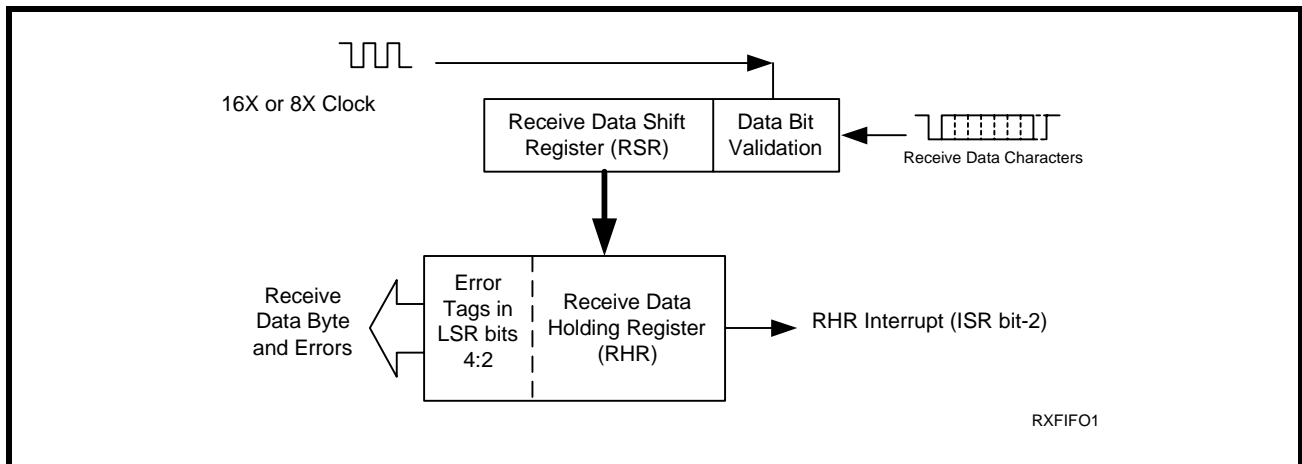 16X or 8X Clock
Receive Data Shift
Register (RSR)
Data Bit
Validation
Receive Data Characters
Receive
Data Byte
and Errors
Error
Tags in
LSR bits
4:2
Receive Data
Holding Register
(RHR)
RHR Interrupt (ISR bit-2)
RXFIFO1